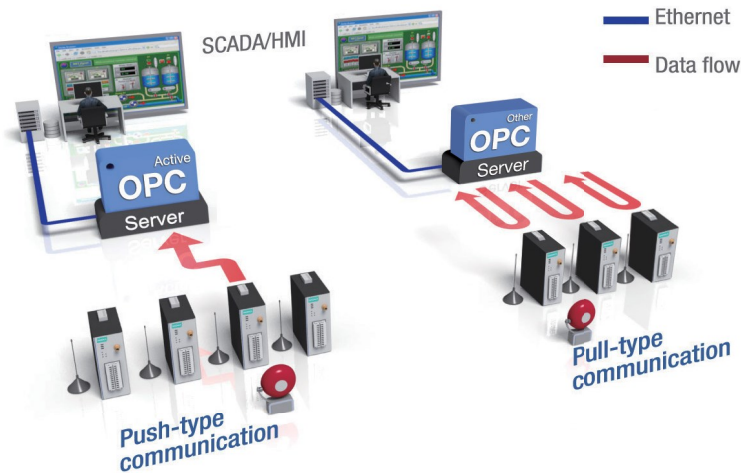 SCADA/HMI
Ethernet
Data flow
Active
OPC
Server
Other
OPC
Server
Push-type
communication
Pull-type
communication